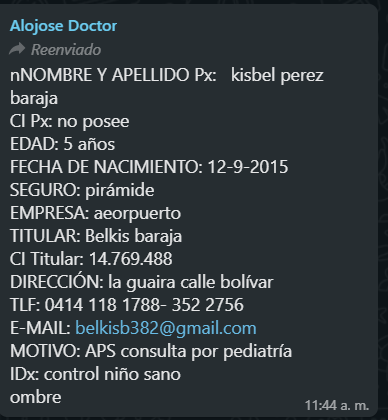 Alojose Doctor
Reenviado
nNOMBRE Y APELLIDO Px: kisbel perez
baraja
CI Px: no posee
EDAD: 5 años
FECHA DE NACIMIENTO: 12-9-2015
SEGURO: pirámide
EMPRESA: aeorpuerto
TITULAR: Belkis baraja
CI Titular: 14.769.488
DIRECCIÓN: la guaira calle bolívar
TLF: 0414 118 1788- 352 2756
E-MAIL: belkisb382@gmail.com
MOTIVO: APS consulta por pediatría
IDx: control niño sano
ombre
11:44 a. m.